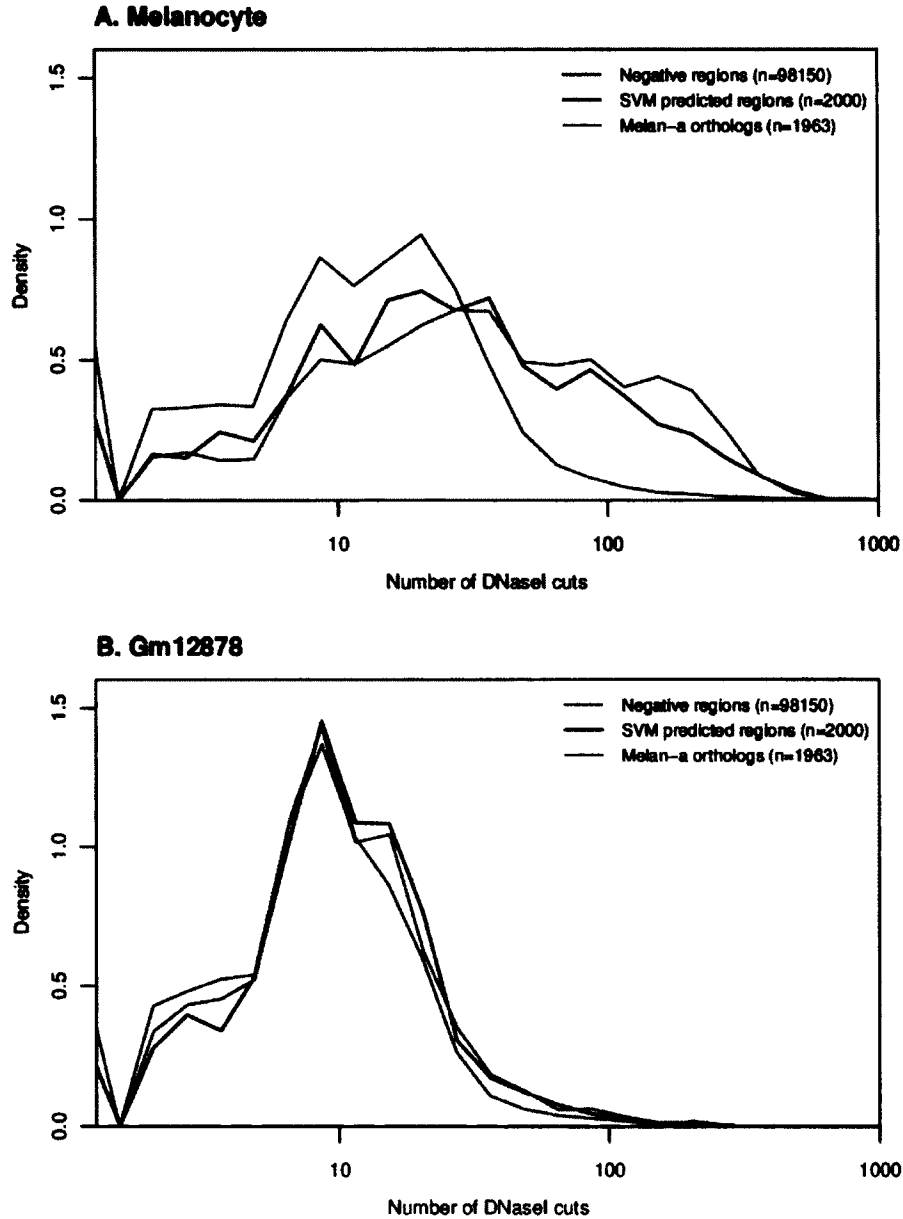 A. Melanocyte
1.5
1.0
0.5
0.0
Density
Negative regions (n=98150)
SVM predicted regions (n=2000)
Melan-a orthologs (n=1963)
10
100
1000
Number of DNaseI cuts
B. Gm12878
1.5
1.0
0.5
0.0
Density
Negative regions (n=98150)
SVM predicted regions (n=2000)
Melan-a orthologs (n=1963)
10
100
1000
Number of DNaseI cuts